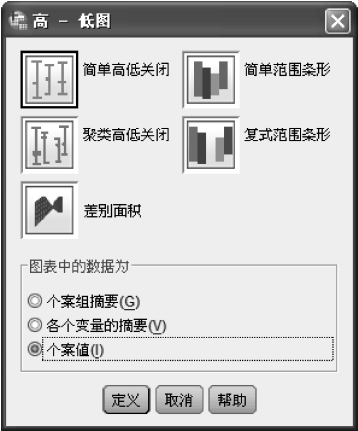 高 - 低图
简单高低关闭
简单范围条形
聚类高低关闭
复式范围条形
差别面积
图表中的数据为
个案组摘要(G)
各个变量的摘要(V)
个案值(I)
定义 取消 帮助